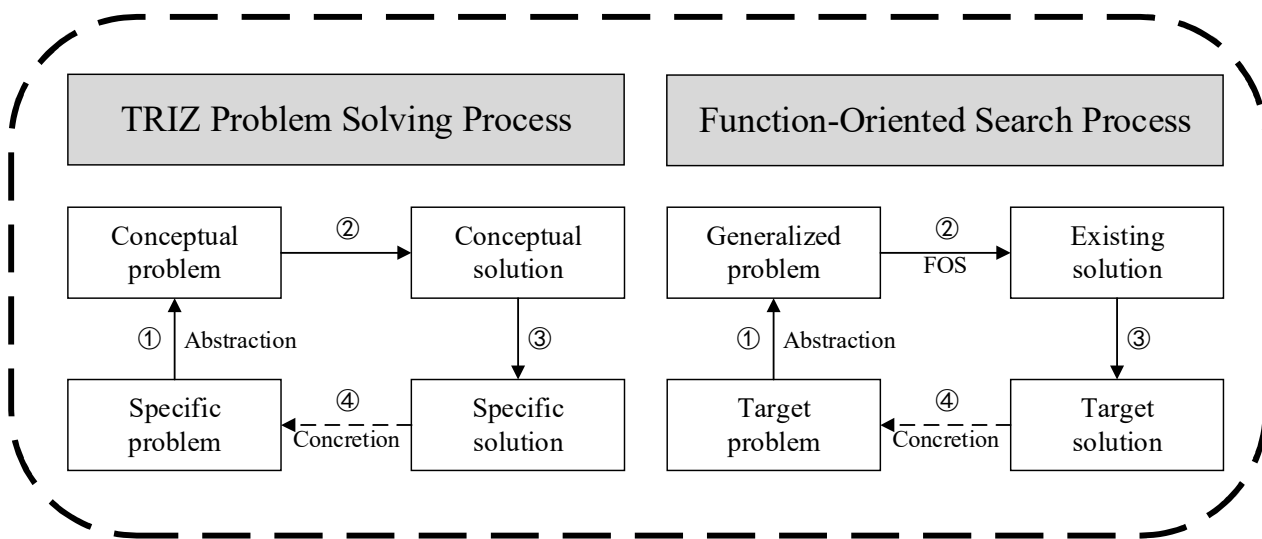 TRIZ Problem Solving Process
Function-Oriented Search Process
Conceptual
problem
②
Conceptual
solution
①
Abstraction
③
Specific
problem
④
Concretion
Specific
solution
Generalized
problem
②
FOS
Existing
solution
①
Abstraction
③
Target
problem
④
Concretion
Target
solution